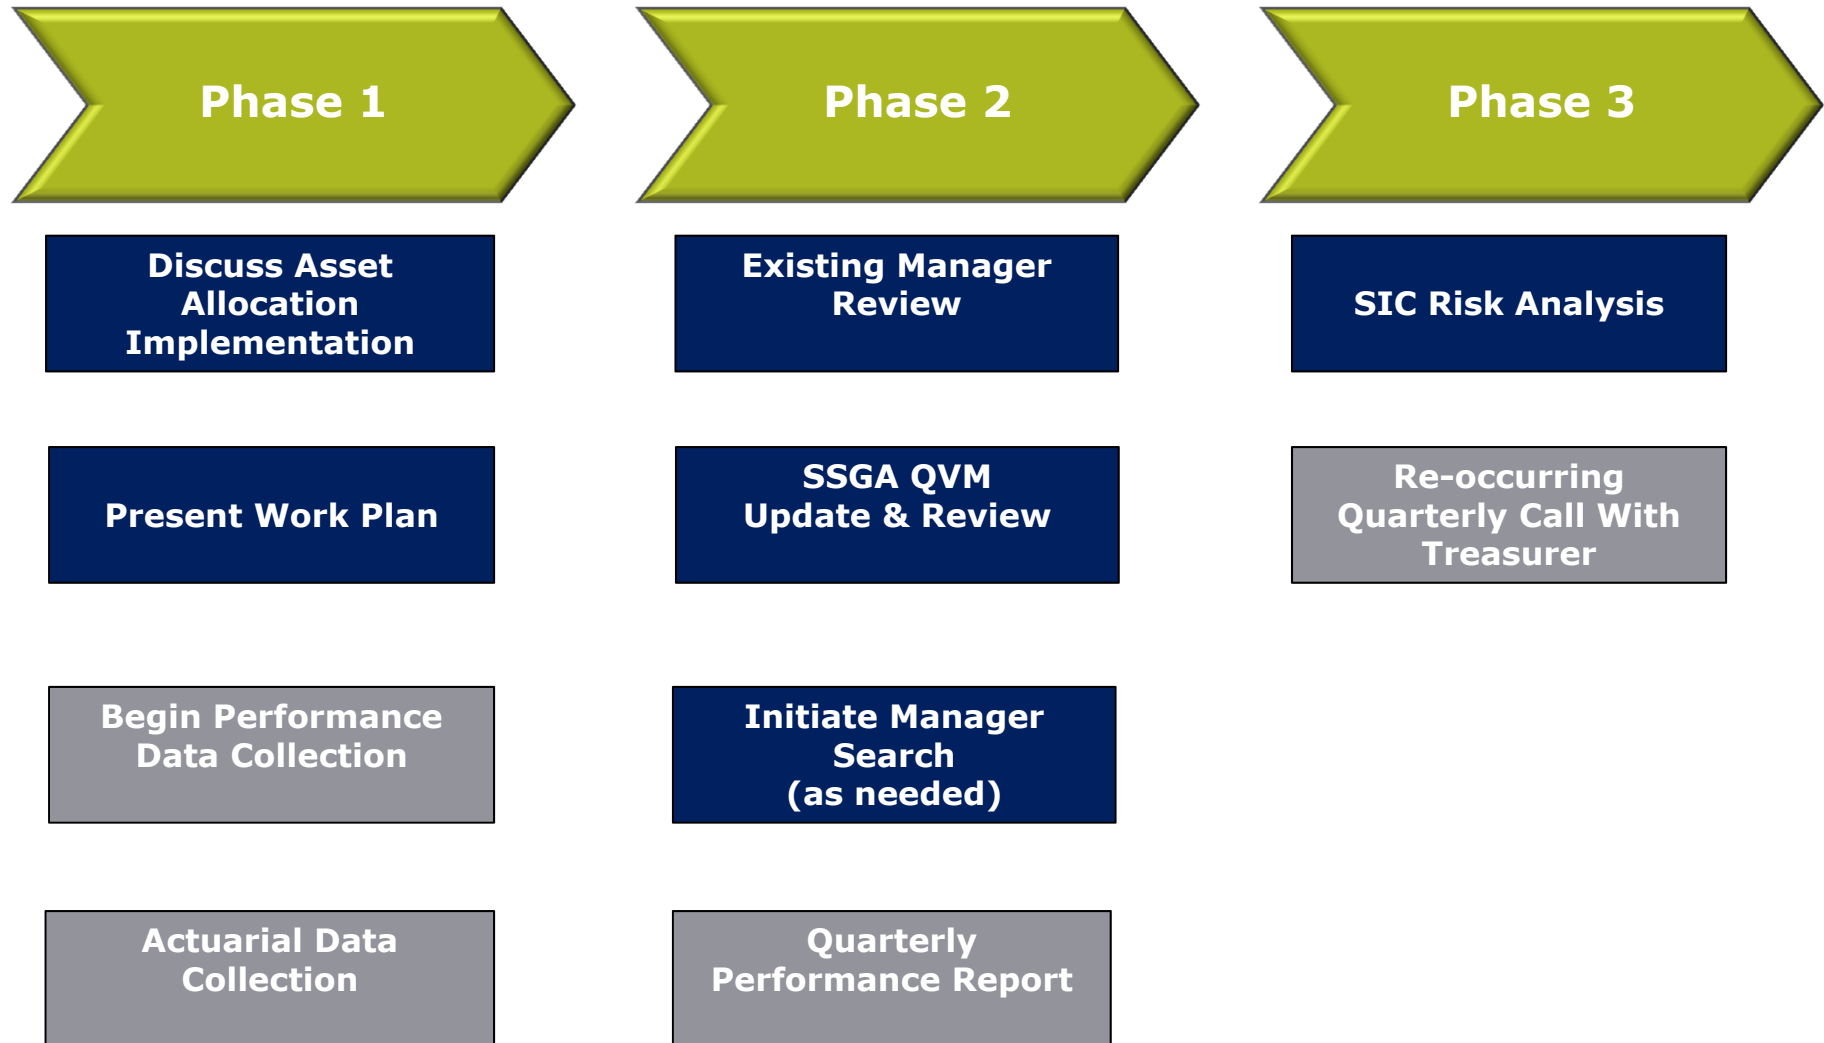 Phase 1
Phase 2
Phase 3
Discuss Asset
Allocation
Implementation
Existing Manager
Review
SIC Risk Analysis
Present Work Plan
SSGA QVM
Update & Review
Re-occurring
Quarterly Call With
Treasurer
Begin Performance
Data Collection
Initiate Manager
Search
(as needed)
Actuarial Data
Collection
Quarterly
Performance Report